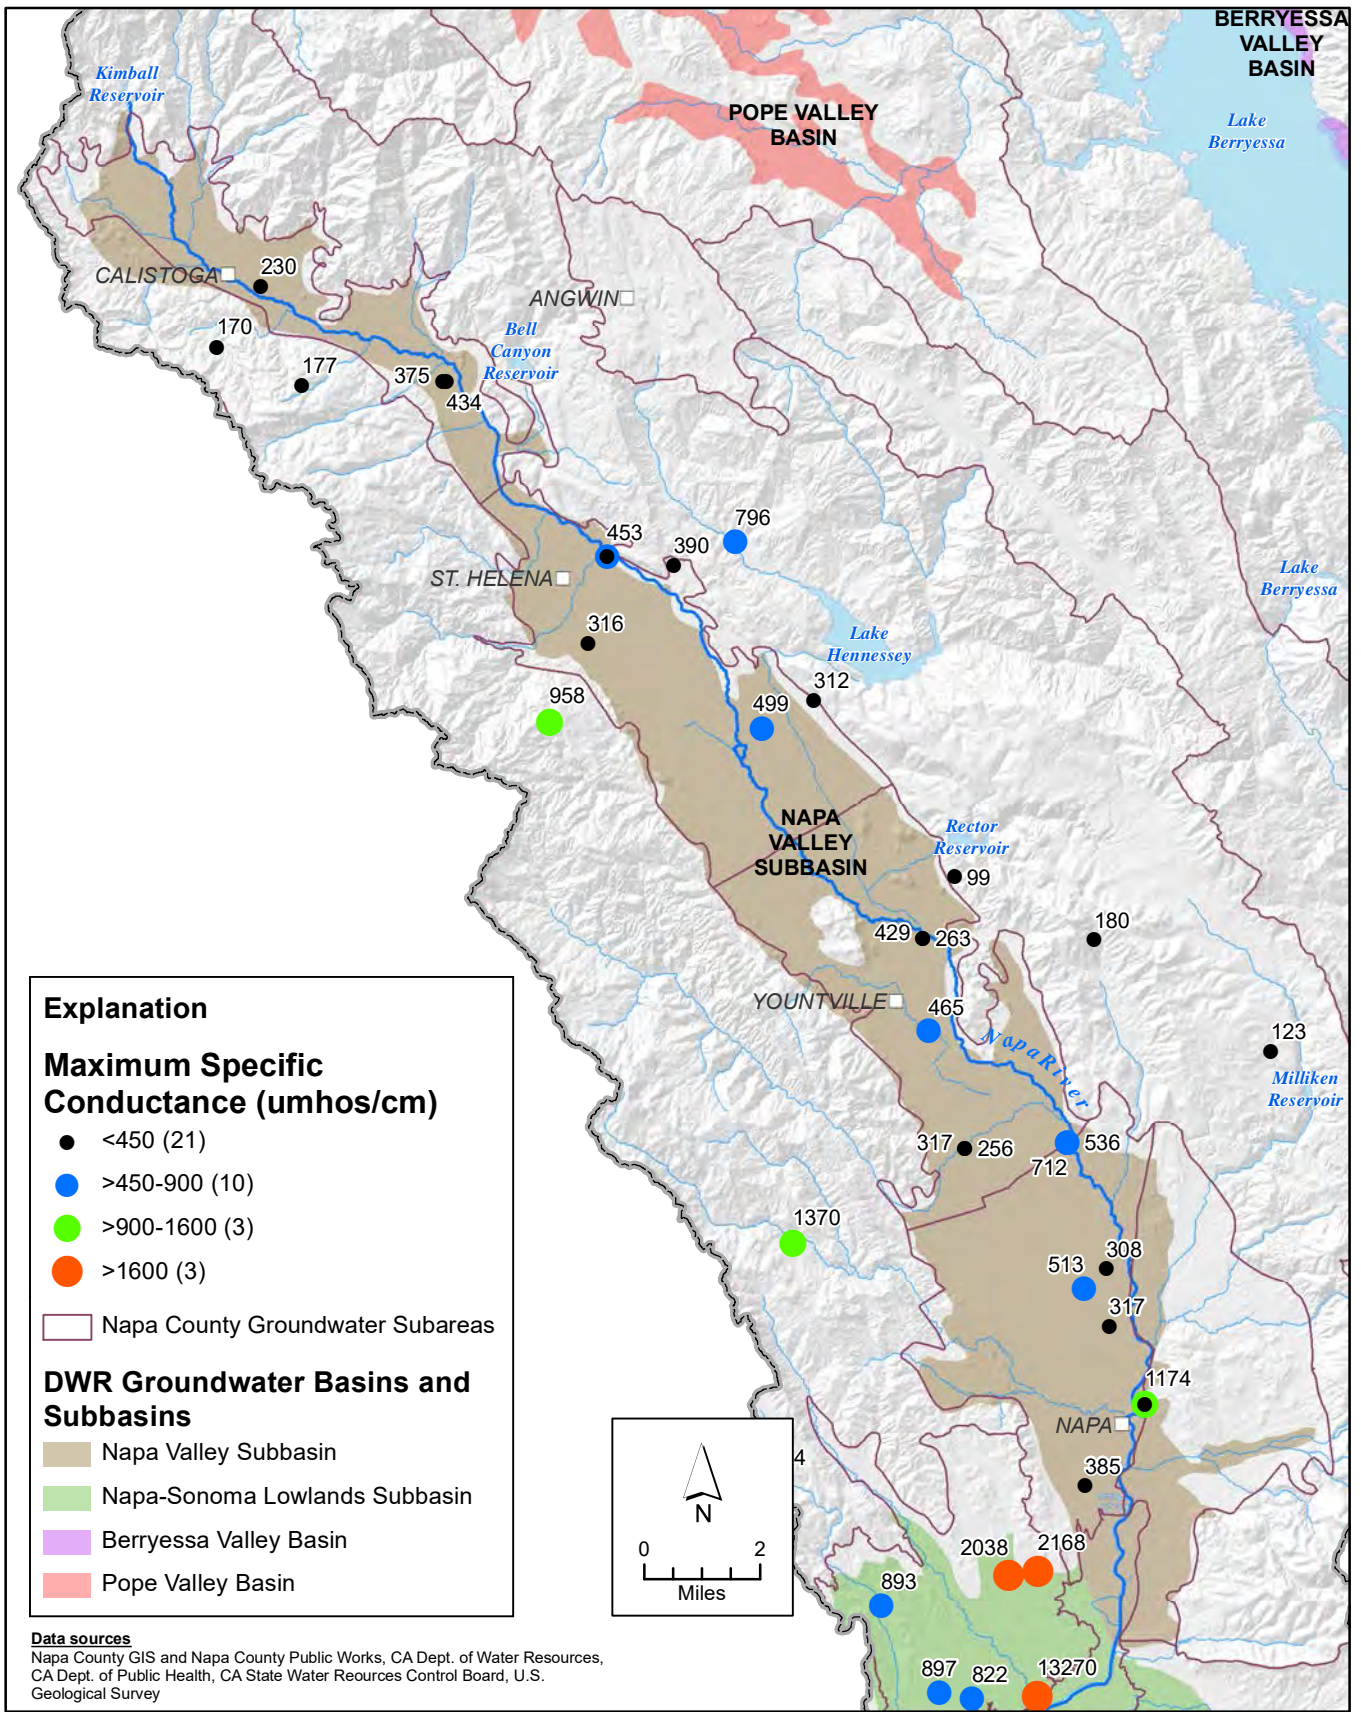 BERRYESSA
VALLEY
BASIN
Kimball
Reservoir
POPE VALLEY
BASIN
Lake
Berryessa
CALISTOGA
230
ANGWIN
170
177
Bell
Canyon
Reservoir
375
434
453
390
796
ST. HELENA
Lake
Berryessa
316
Lake
Hennessey
312
958
499
NAPA
VALLEY
SUBBASIN
Rector
Reservoir
99
429
263
180
YOUNTVILLE
465
Napa River
123
Milliken
Reservoir
317
256
536
712
1370
308
513
317
1174
NAPA
4
385
2038
2168
893
897
822
13270
Explanation
Maximum Specific
Conductance (umhos/cm)
<450 (21)
>450-900 (10)
>900-1600 (3)
>1600 (3)
Napa County Groundwater Subareas
DWR Groundwater Basins and
Subbasins
Napa Valley Subbasin
Napa-Sonoma Lowlands Subbasin
Berryessa Valley Basin
Pope Valley Basin
N
0 2
Miles
Data sources
Napa County GIS and Napa County Public Works, CA Dept. of Water Resources,
CA Dept. of Public Health, CA State Water Reources Control Board, U.S.
Geological Survey